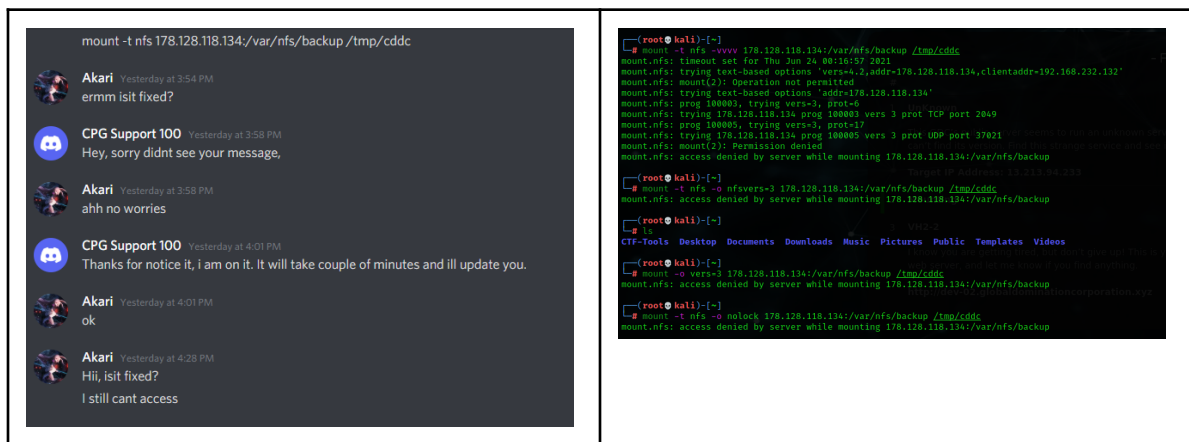 mount -t nfs 178.128.118.134:/var/nfs/backup /tmp/cddc
Akari Yesterday at 3:54 PM
ermm isit fixed?
CPG Support 100 Yesterday at 3:58 PM
Hey, sorry didnt see your message,
Akari Yesterday at 3:58 PM
ahh no worries
CPG Support 100 Yesterday at 4:01 PM
Thanks for notice it, i am on it. It will take couple of minutes and ill update you.
Akari Yesterday at 4:01 PM
ok
Akari Yesterday at 4:28 PM
Hii, isit fixed?
I still cant access
┌──(root💀kali)-[~]
└─# mount -t nfs -vvvv 178.128.118.134:/var/nfs/backup /tmp/cddc
mount.nfs: timeout set for Thu Jun 24 00:16:57 2021
mount.nfs: trying text-based options 'vers=4.2,addr=178.128.118.134,clientaddr=192.168.232.132'
mount.nfs: mount(2): Operation not permitted
mount.nfs: trying text-based options 'addr=178.128.118.134'
mount.nfs: prog 100003, trying vers=3, prot=6
mount.nfs: trying 178.128.118.134 prog 100003 vers 3 prot TCP port 2049
mount.nfs: prog 100005, trying vers=3, prot=17
mount.nfs: trying 178.128.118.134 prog 100005 vers 3 prot UDP port 37021
mount.nfs: mount(2): Permission denied
mount.nfs: access denied by server while mounting 178.128.118.134:/var/nfs/backup
┌──(root💀kali)-[~]
└─# mount -t nfs -o nfsvers=3 178.128.118.134:/var/nfs/backup /tmp/cddc
mount.nfs: access denied by server while mounting 178.128.118.134:/var/nfs/backup
┌──(root💀kali)-[~]
└─# ls
CTF-Tools Desktop Documents Downloads Music Pictures Public Templates Videos
┌──(root💀kali)-[~]
└─# mount -o vers=3 178.128.118.134:/var/nfs/backup /tmp/cddc
mount.nfs: access denied by server while mounting 178.128.118.134:/var/nfs/backup
┌──(root💀kali)-[~]
└─# mount -t nfs -o nolock 178.128.118.134:/var/nfs/backup /tmp/cddc
mount.nfs: access denied by server while mounting 178.128.118.134:/var/nfs/backup